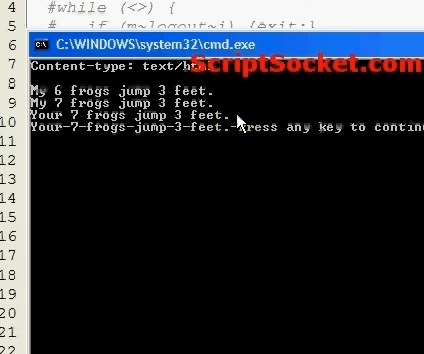 4 #while (<>) {
5 #   if (m~logout~i) {exit;}
6 C:\WINDOWS\system32\cmd.exe
7 Content-type: text/html
ScriptSocket.com
8 My 6 frogs jump 3 feet.
9 My 7 frogs jump 3 feet.
Your 7 frogs jump 3 feet.
10 Your-7-frogs-jump-3-feet.-Press any key to continu
11
12
13
14
15
16
17
18
19
20
21
22